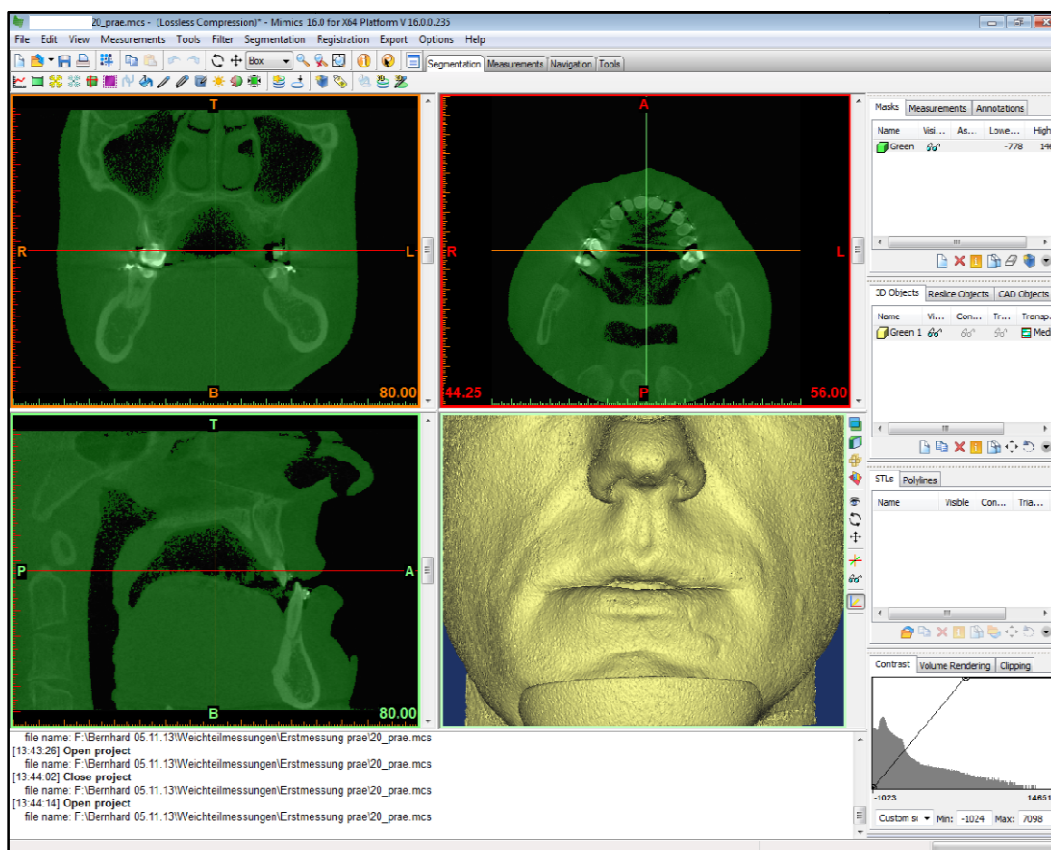 20_prae.mcs - (Lossless Compression)* - Mimics 16.0 for X64 Platform V 16.0.0.235
File Edit View Measurements Tools Filter Segmentation Registration Export Options Help
Box
Segmentation Measurements Navigation Tools
T
R
L
B
80.00
A
R
L
44.25
P
56.00
T
P
A
B
80.00
Masks Measurements Annotations
Name Visi... As... Lowe... High
Green -778
3D Objects Reslice Objects CAD Objects
Name Vi... Con... Tr... Transp...
Green 1 Med
STLs Polylines
Name Visible Con... Tria...
Contrast Volume Rendering Clipping
-1023 14651
Min: -1024 Max: 7098
file name: F:\Bernhard 05.11.13\Weichteilmessungen\Erstmessung prae\20_prae.mcs
[13:43:26] Open project
file name: F:\Bernhard 05.11.13\Weichteilmessungen\Erstmessung prae\20_prae.mcs
[13:44:02] Close project
file name: F:\Bernhard 05.11.13\Weichteilmessungen\Erstmessung prae\20_prae.mcs
[13:44:14] Open project
file name: F:\Bernhard 05.11.13\Weichteilmessungen\Erstmessung prae\20_prae.mcs